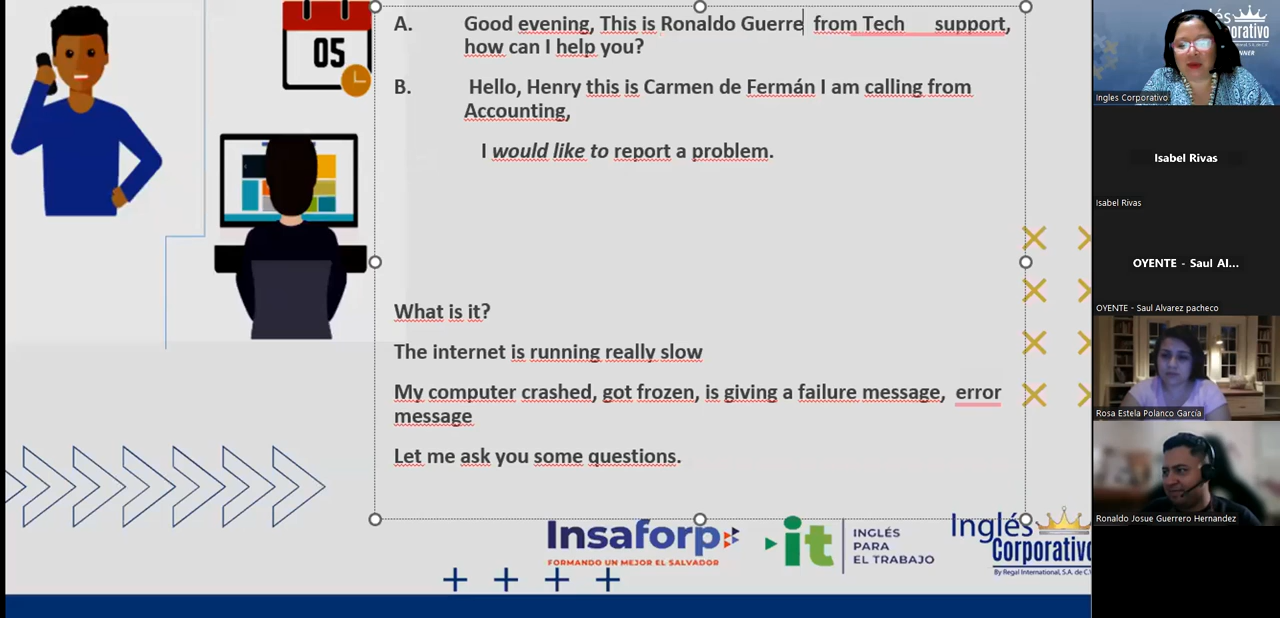 05
A. Good evening, This is Ronaldo Guerre from Tech support,
how can I help you?
B. Hello, Henry this is Carmen de Fermán I am calling from
Accounting,
I would like to report a problem.
What is it?
The internet is running really slow
My computer crashed, got frozen, is giving a failure message, error
message
Let me ask you some questions.
Insaforp
FORMANDO UN MEJOR EL SALVADOR
it
INGLÉS
PARA
EL TRABAJO
Inglés
Corporativo
By Regal International, S.A. de C.V
Inglés
Corporativo
Ingles Corporativo
Isabel Rivas
Isabel Rivas
OYENTE - Saul Al...
OYENTE - Saul Alvarez pacheco
Rosa Estela Polanco García
Ronaldo Josue Guerrero Hernandez